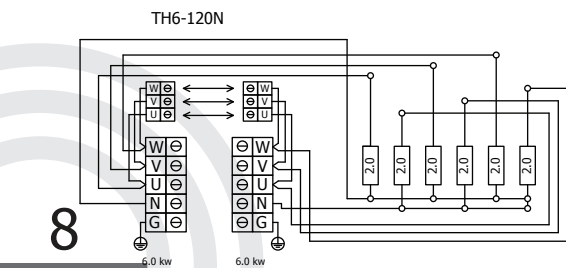 TH6-120N
W W
V V
U U
W W
V V
U U
N N
G G
2.0 2.0 2.0 2.0 2.0 2.0
8
6.0 kw 6.0 kw